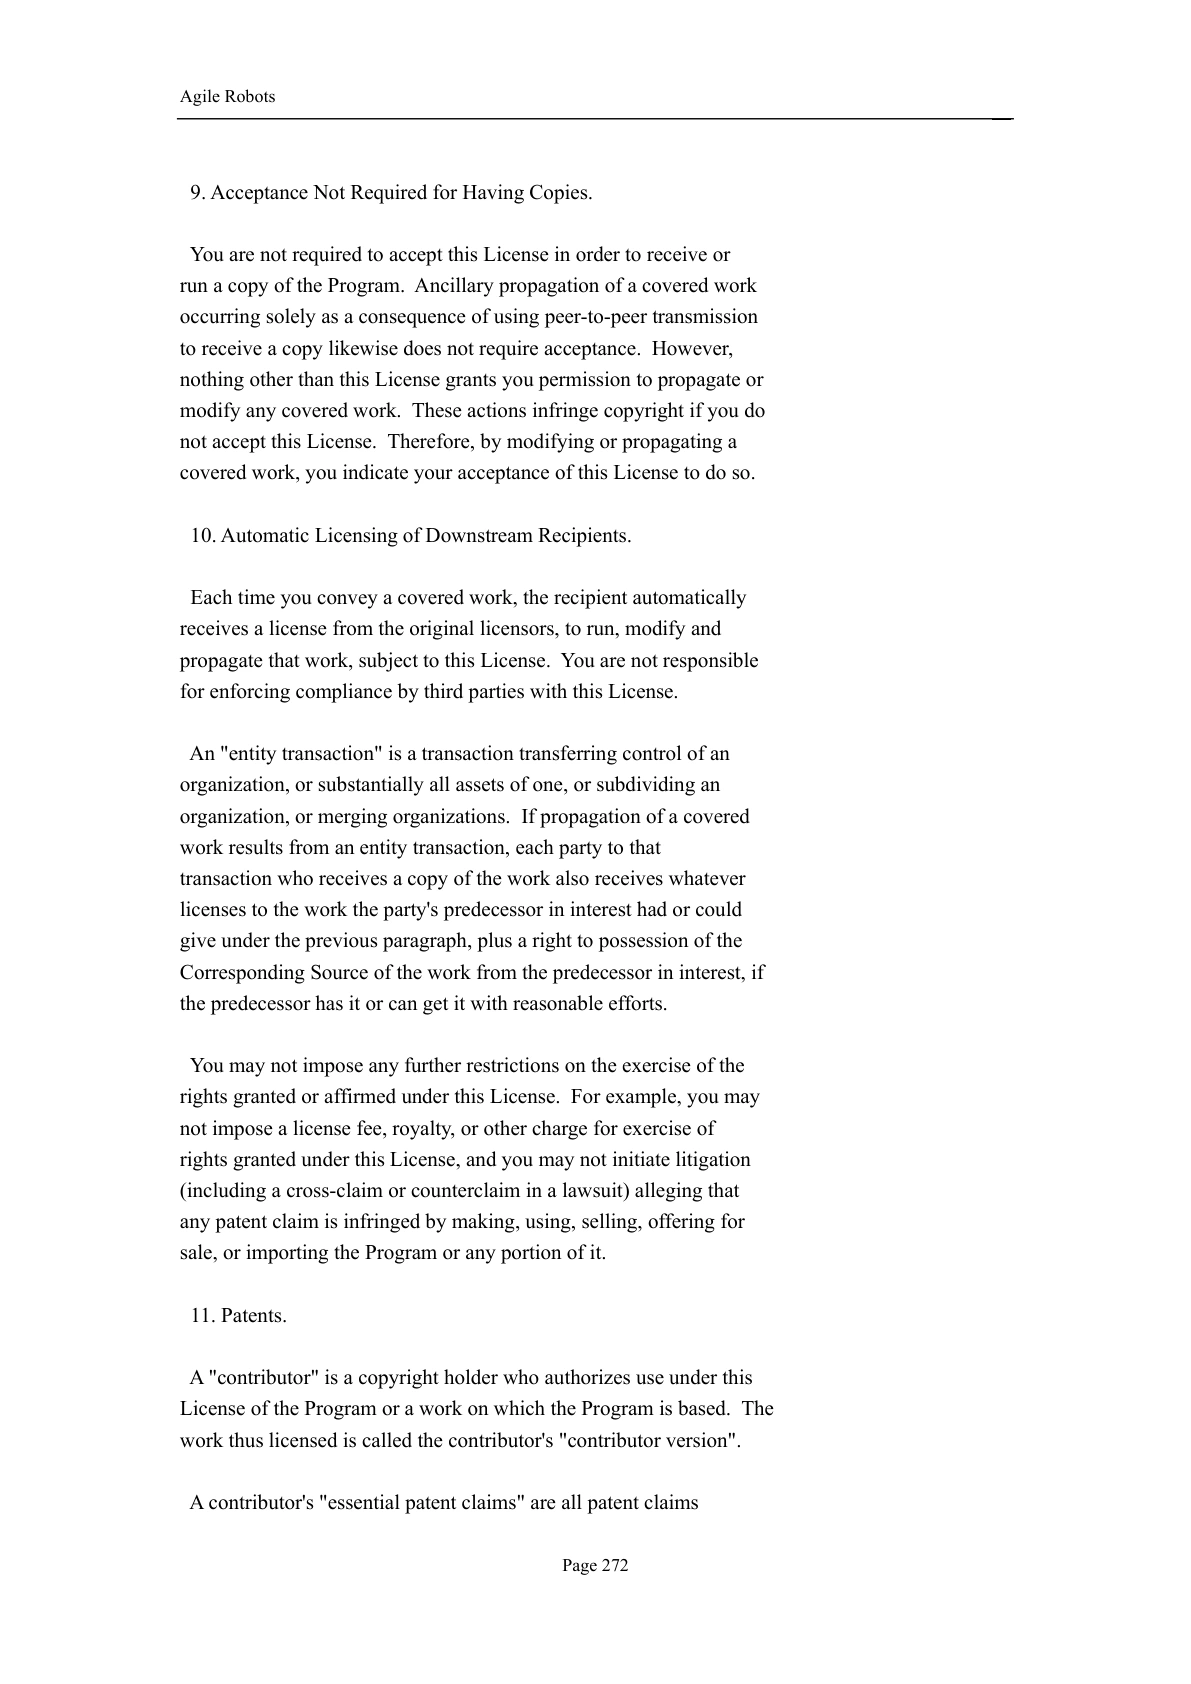 Agile Robots
9. Acceptance Not Required for Having Copies.
You are not required to accept this License in order to receive or
run a copy of the Program.  Ancillary propagation of a covered work
occurring solely as a consequence of using peer-to-peer transmission
to receive a copy likewise does not require acceptance.  However,
nothing other than this License grants you permission to propagate or
modify any covered work.  These actions infringe copyright if you do
not accept this License.  Therefore, by modifying or propagating a
covered work, you indicate your acceptance of this License to do so.
10. Automatic Licensing of Downstream Recipients.
Each time you convey a covered work, the recipient automatically
receives a license from the original licensors, to run, modify and
propagate that work, subject to this License.  You are not responsible
for enforcing compliance by third parties with this License.
An "entity transaction" is a transaction transferring control of an
organization, or substantially all assets of one, or subdividing an
organization, or merging organizations.  If propagation of a covered
work results from an entity transaction, each party to that
transaction who receives a copy of the work also receives whatever
licenses to the work the party's predecessor in interest had or could
give under the previous paragraph, plus a right to possession of the
Corresponding Source of the work from the predecessor in interest, if
the predecessor has it or can get it with reasonable efforts.
You may not impose any further restrictions on the exercise of the
rights granted or affirmed under this License.  For example, you may
not impose a license fee, royalty, or other charge for exercise of
rights granted under this License, and you may not initiate litigation
(including a cross-claim or counterclaim in a lawsuit) alleging that
any patent claim is infringed by making, using, selling, offering for
sale, or importing the Program or any portion of it.
11. Patents.
A "contributor" is a copyright holder who authorizes use under this
License of the Program or a work on which the Program is based.  The
work thus licensed is called the contributor's "contributor version".
A contributor's "essential patent claims" are all patent claims
Page 272